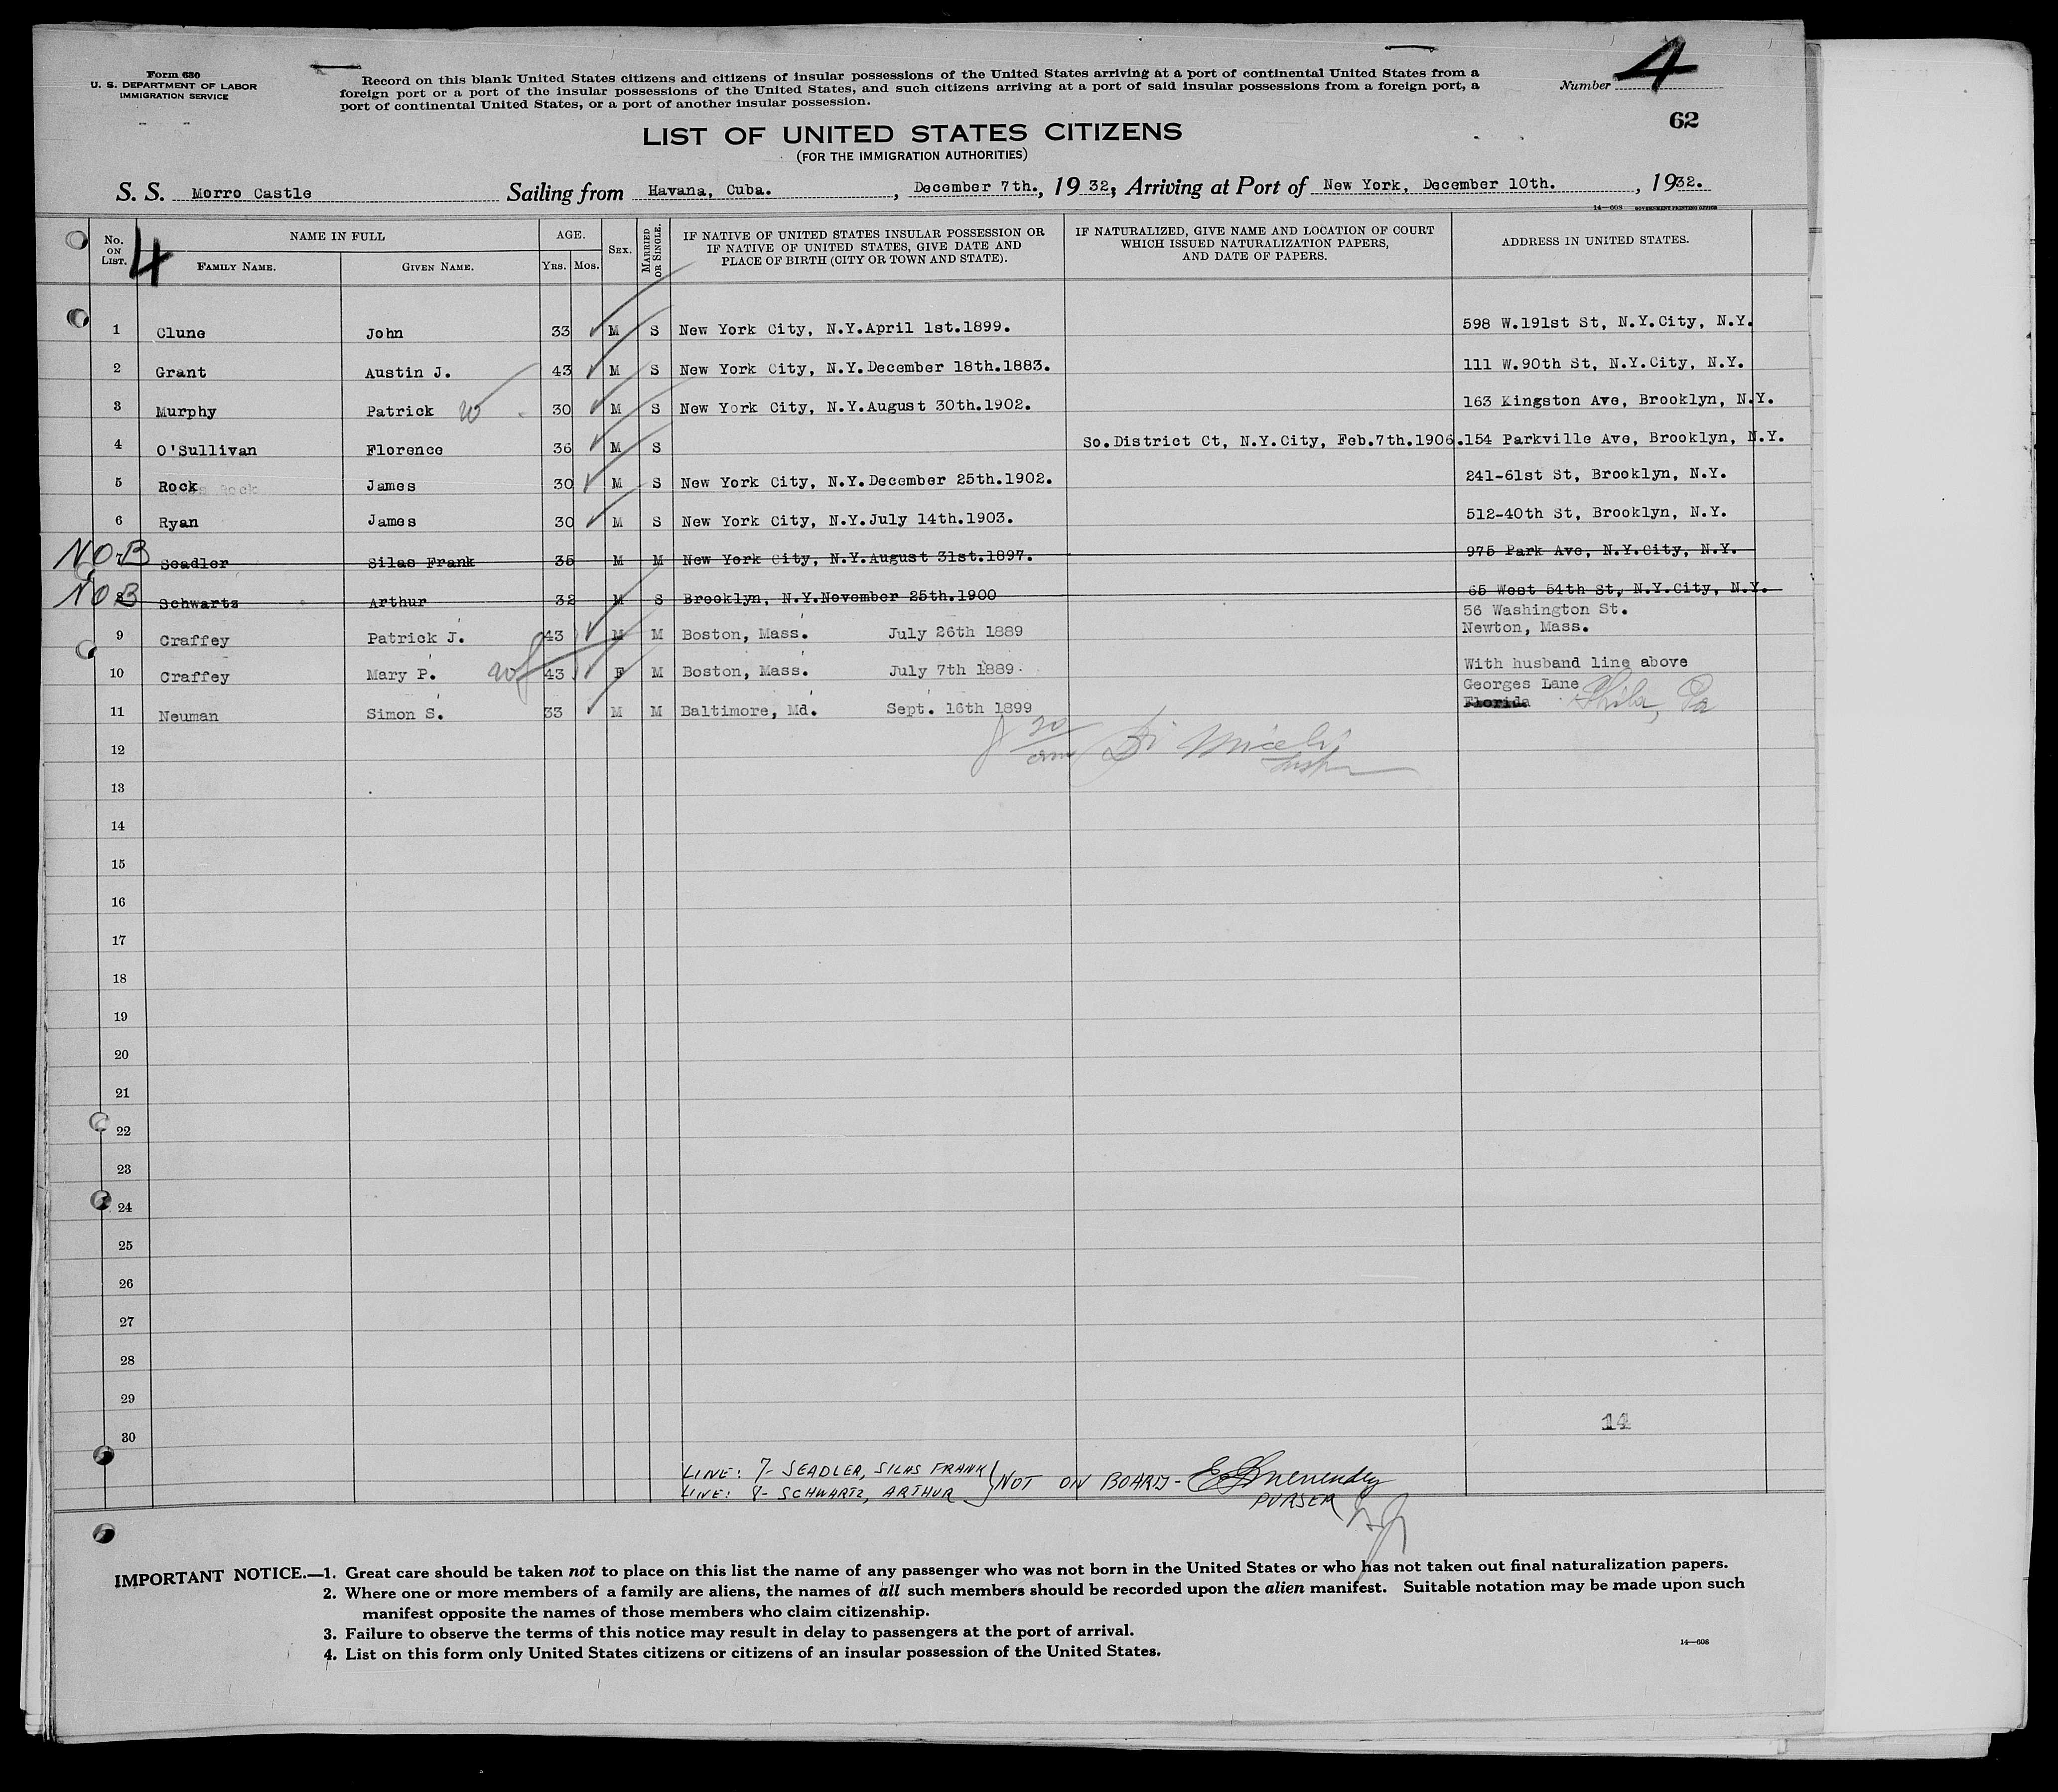 Form 630
U. S. DEPARTMENT OF LABOR
IMMIGRATION SERVICE
Record on this blank United States citizens and citizens of insular possessions of the United States arriving at a port of continental United States from a
foreign port or a port of the insular possessions of the United States, and such citizens arriving at a port of said insular possessions from a foreign port, a
port of continental United States, or a port of another insular possession.
Number 4
62
LIST OF UNITED STATES CITIZENS
(FOR THE IMMIGRATION AUTHORITIES)
S. S. Morro Castle Sailing from Havana, Cuba. , December 7th., 19 32, Arriving at Port of New York, December 10th. , 1932.
14—608 GOVERNMENT PRINTING OFFICE
No. ON LIST. 4 NAME IN FULL FAMILY NAME. GIVEN NAME. AGE. YRS. MOS. SEX. MARRIED OR SINGLE. IF NATIVE OF UNITED STATES INSULAR POSSESSION OR IF NATIVE OF UNITED STATES, GIVE DATE AND PLACE OF BIRTH (CITY OR TOWN AND STATE). IF NATURALIZED, GIVE NAME AND LOCATION OF COURT WHICH ISSUED NATURALIZATION PAPERS, AND DATE OF PAPERS. ADDRESS IN UNITED STATES.
1 Clune John 33 M S New York City, N.Y.April 1st.1899. 598 W.191st St, N.Y.City, N.Y.
2 Grant Austin J. 43 M S New York City, N.Y.December 18th.1883. 111 W.90th St, N.Y.City, N.Y.
3 Murphy Patrick W 30 M S New York City, N.Y.August 30th.1902. 163 Kingston Ave, Brooklyn, N.Y.
4 O'Sullivan Florence 36 M S So.District Ct, N.Y.City, Feb.7th.1906. 154 Parkville Ave, Brooklyn, N.Y.
5 Rock James 30 M S New York City, N.Y.December 25th.1902. 241-61st St, Brooklyn, N.Y.
6 Ryan James 30 M S New York City, N.Y.July 14th.1903. 512-40th St, Brooklyn, N.Y.
NOB Seadler Silas Frank 35 M M New York City, N.Y.August 31st.1897. 975 Park Ave, N.Y.City, N.Y.
NOB 8 Schwartz Arthur 32 M S Brooklyn, N.Y.November 25th.1900 65 West 54th St, N.Y.City, N.Y.
9 Craffey Patrick J. 43 M M Boston, Mass. July 26th 1889 56 Washington St. Newton, Mass.
10 Craffey Mary P. 43 F M Boston, Mass. July 7th 1889 With husband line above
11 Neuman Simon S. 33 M M Baltimore, Md. Sept. 16th 1899 Georges Lane Florida Phila, Pa
12
13
14
15
16
17
18
19
20
21
22
23
24
25
26
27
28
29
14
30
LINE: 7- SEADLER, SILAS FRANK
LINE: 8- SCHWARTZ, ARTHUR
NOT ON BOARD-
PURSER
IMPORTANT NOTICE.—1. Great care should be taken not to place on this list the name of any passenger who was not born in the United States or who has not taken out final naturalization papers.
2. Where one or more members of a family are aliens, the names of all such members should be recorded upon the alien manifest. Suitable notation may be made upon such
manifest opposite the names of those members who claim citizenship.
3. Failure to observe the terms of this notice may result in delay to passengers at the port of arrival.
4. List on this form only United States citizens or citizens of an insular possession of the United States.
14—608